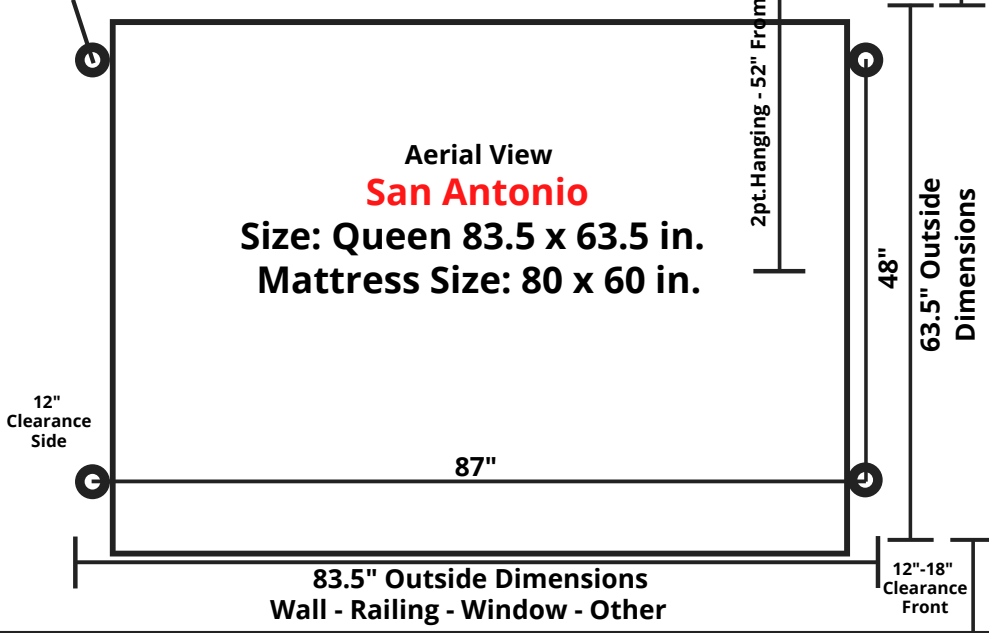 2pt.Hanging - 52" From
Aerial View
San Antonio
Size: Queen 83.5 x 63.5 in.
Mattress Size: 80 x 60 in.
48"
63.5" Outside
Dimensions
12"
Clearance
Side
87"
83.5" Outside Dimensions
Wall - Railing - Window - Other
12"-18"
Clearance
Front